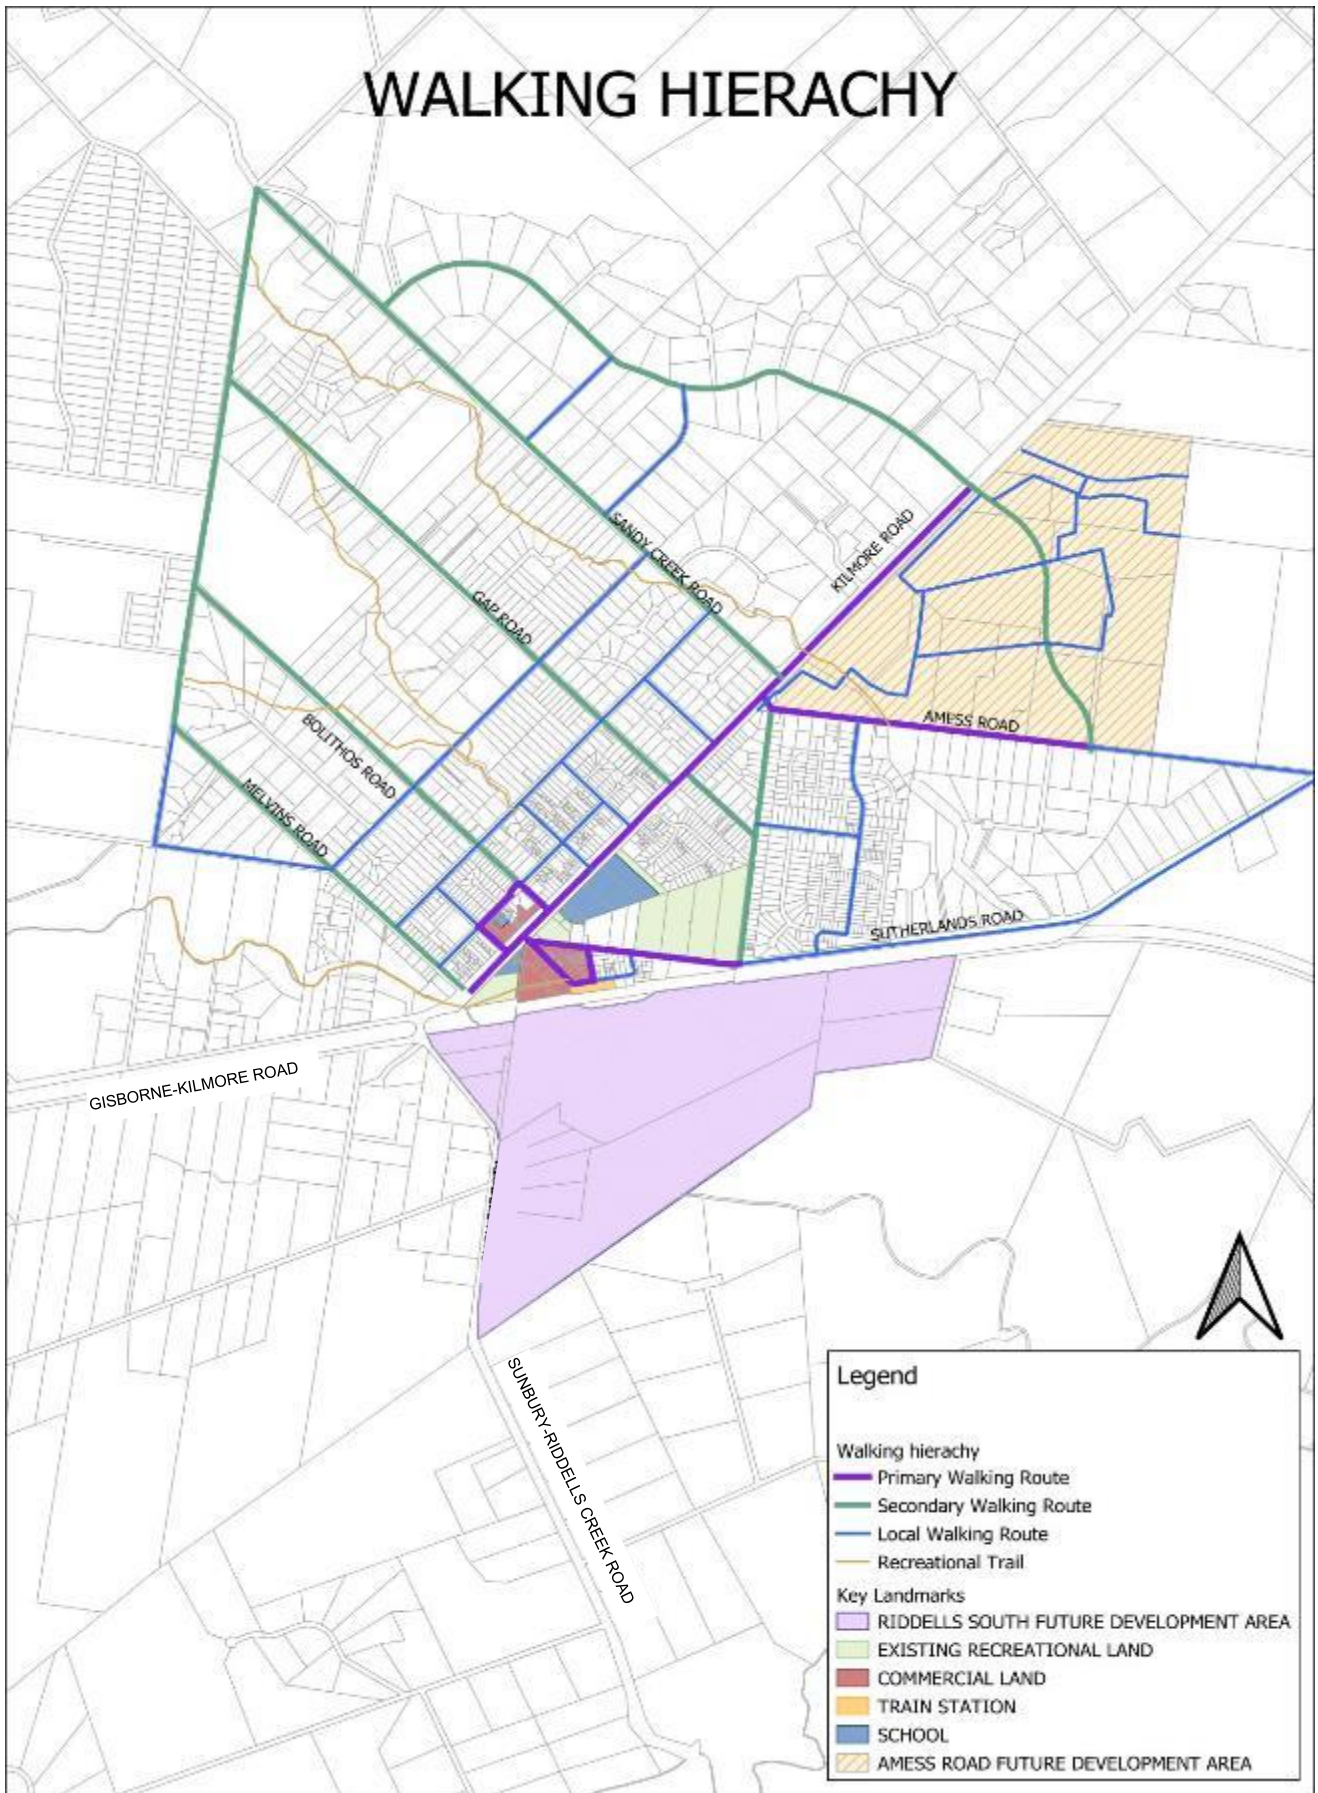 WALKING HIERACHY
SANDY CREEK ROAD
KILMORE ROAD
GAP ROAD
BOLITHOS ROAD
MELVINS ROAD
AMESS ROAD
SUTHERLANDS ROAD
GISBORNE-KILMORE ROAD
SUNBURY-RIDDELLS CREEK ROAD
Legend
Walking hierachy
Primary Walking Route
Secondary Walking Route
Local Walking Route
Recreational Trail
Key Landmarks
RIDDELLS SOUTH FUTURE DEVELOPMENT AREA
EXISTING RECREATIONAL LAND
COMMERCIAL LAND
TRAIN STATION
SCHOOL
AMESS ROAD FUTURE DEVELOPMENT AREA